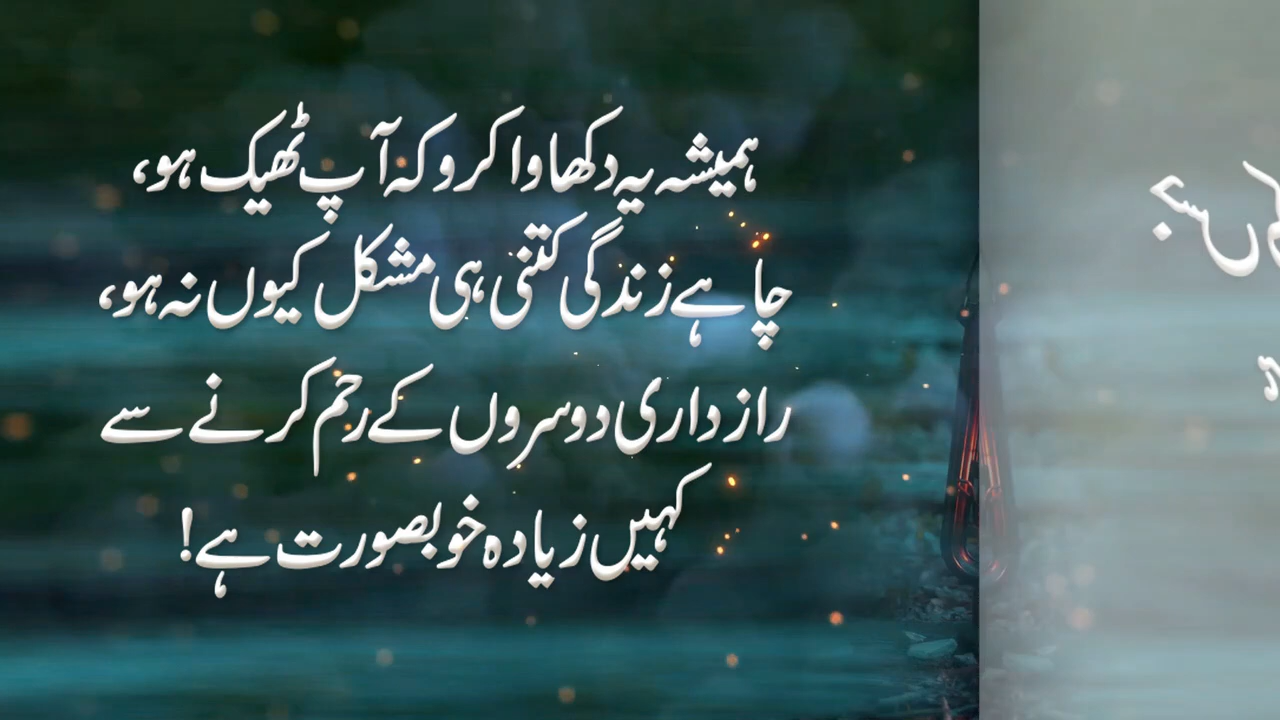 ہمیشہ یہ دکھاوا کرو کہ آپ ٹھیک ہو،
چاہے زندگی کتنی ہی مشکل کیوں نہ ہو،
رازداری دوسروں کے رحم کرنے سے
کہیں زیادہ خوبصورت ہے!